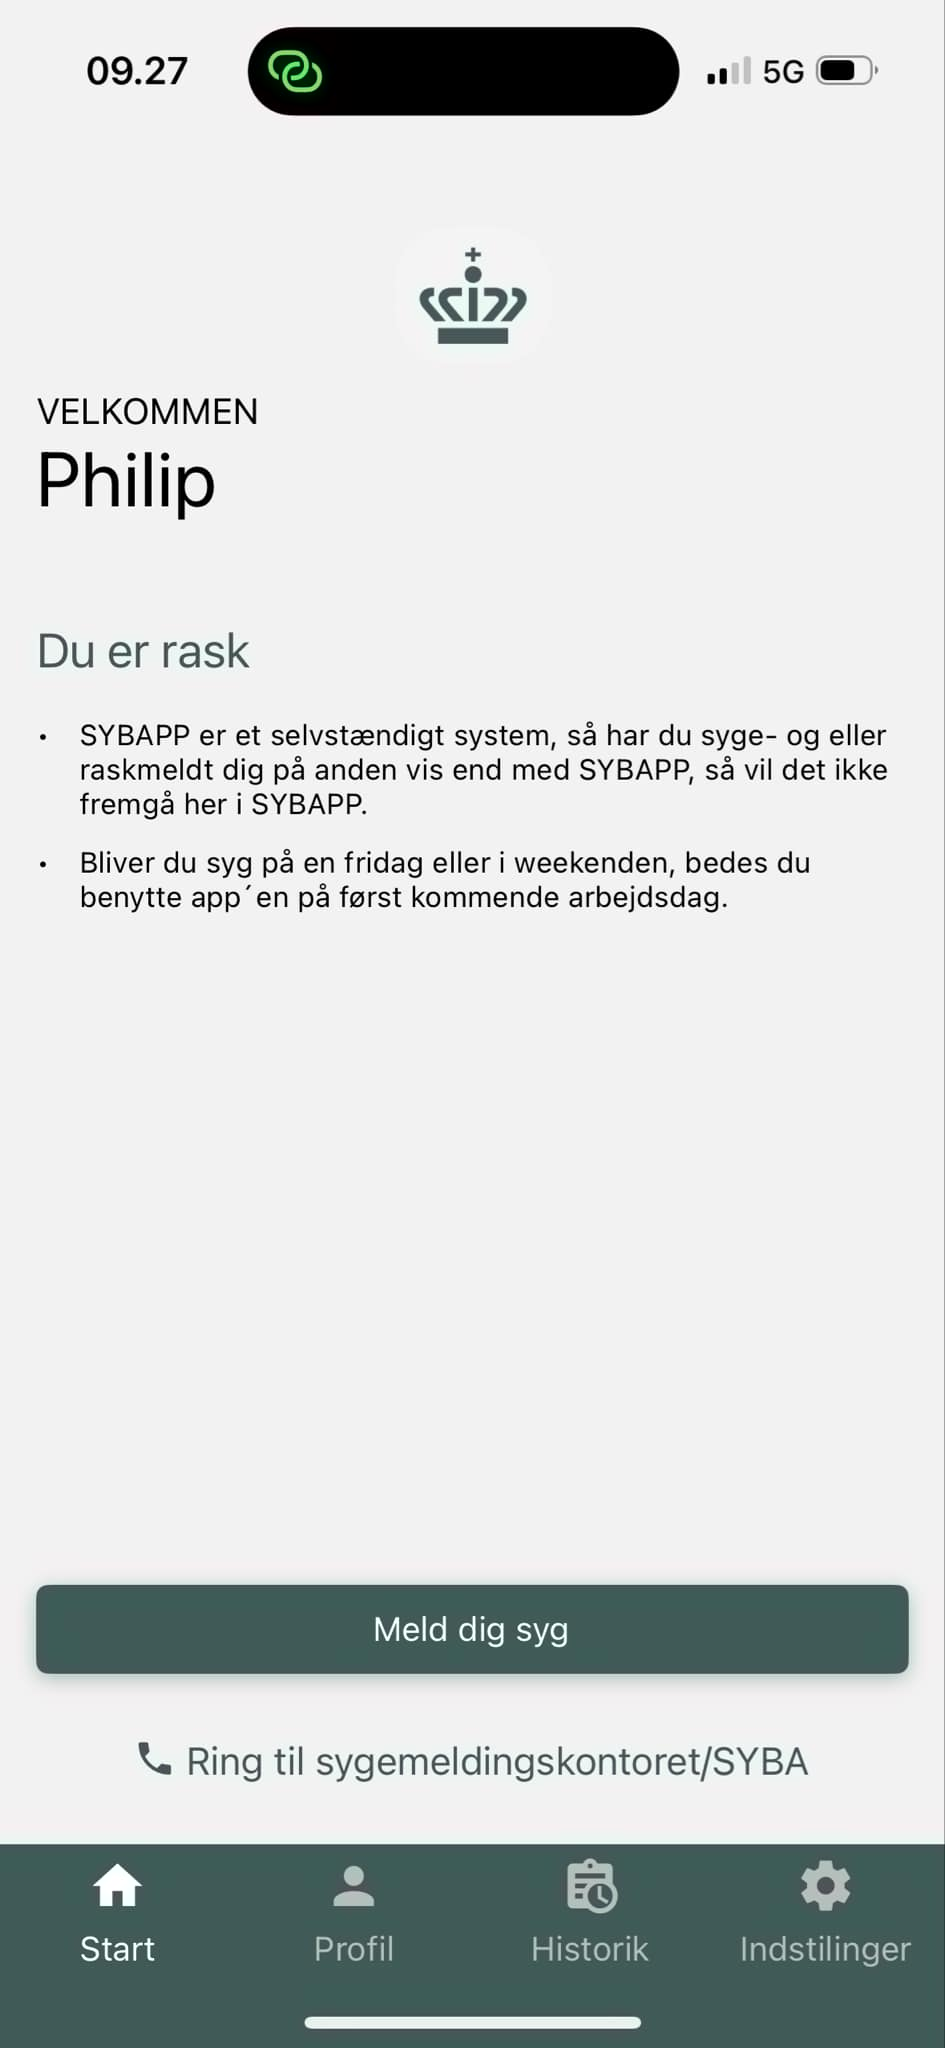 09.27
5G
VELKOMMEN
Philip
Du er rask
• SYBAPP er et selvstændigt system, så har du syge- og eller
raskmeldt dig på anden vis end med SYBAPP, så vil det ikke
fremgå her i SYBAPP.
• Bliver du syg på en fridag eller i weekenden, bedes du
benytte app´en på først kommende arbejdsdag.
Meld dig syg
Ring til sygemeldingskontoret/SYBA
Start
Profil
Historik
Indstilinger